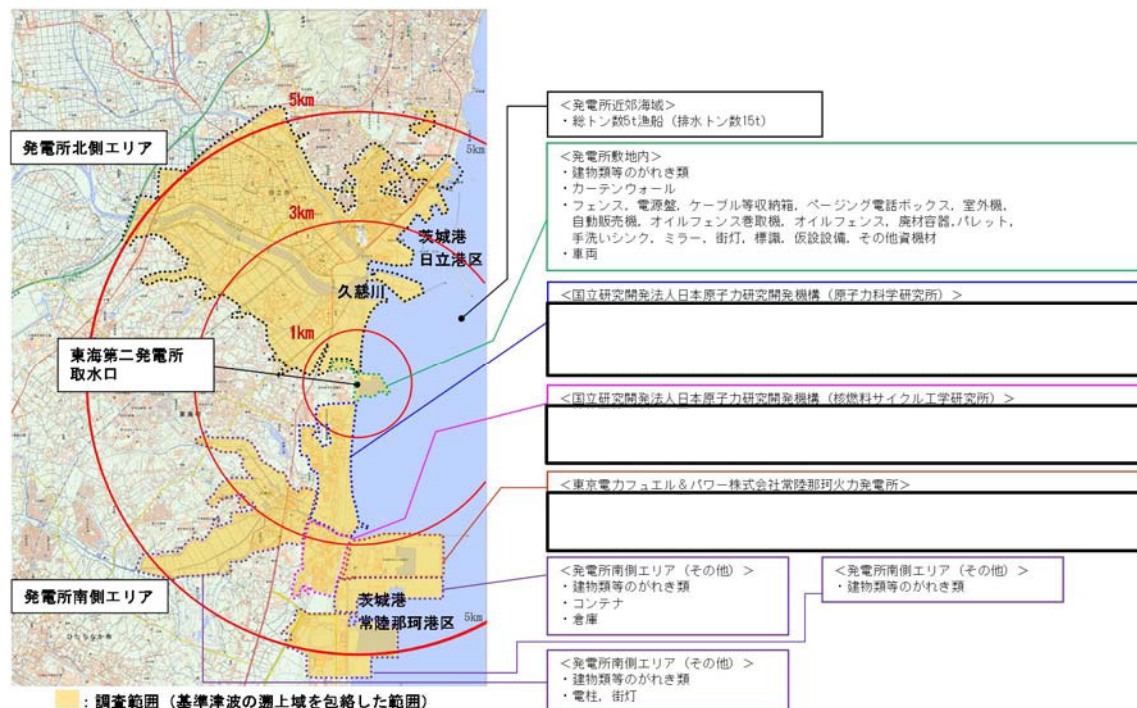 5km
発電所北側エリア
5km
3km
茨城港
日立港区
久慈川
1km
東海第二発電所
取水口
発電所南側エリア
茨城港
常陸那珂港区
5km
：調査範囲（基準津波の遡上域を包絡した範囲）
＜発電所近郊海域＞
・総トン数5t漁船（排水トン数15t）
＜発電所敷地内＞
・建物類等のがれき類
・カーテンウォール
・フェンス，電源盤，ケーブル等収納箱，ページング電話ボックス，室外機，
自動販売機，オイルフェンス巻取機，オイルフェンス，廃材容器，パレット，
手洗いシンク，ミラー，街灯，標識，仮設設備，その他資機材
・車両
＜国立研究開発法人日本原子力研究開発機構（原子力科学研究所）＞
＜国立研究開発法人日本原子力研究開発機構（核燃料サイクル工学研究所）＞
＜東京電力フュエル＆パワー株式会社常陸那珂火力発電所＞
＜発電所南側エリア（その他）＞
・建物類等のがれき類
・コンテナ
・倉庫
＜発電所南側エリア（その他）＞
・建物類等のがれき類
＜発電所南側エリア（その他）＞
・建物類等のがれき類
・電柱，街灯